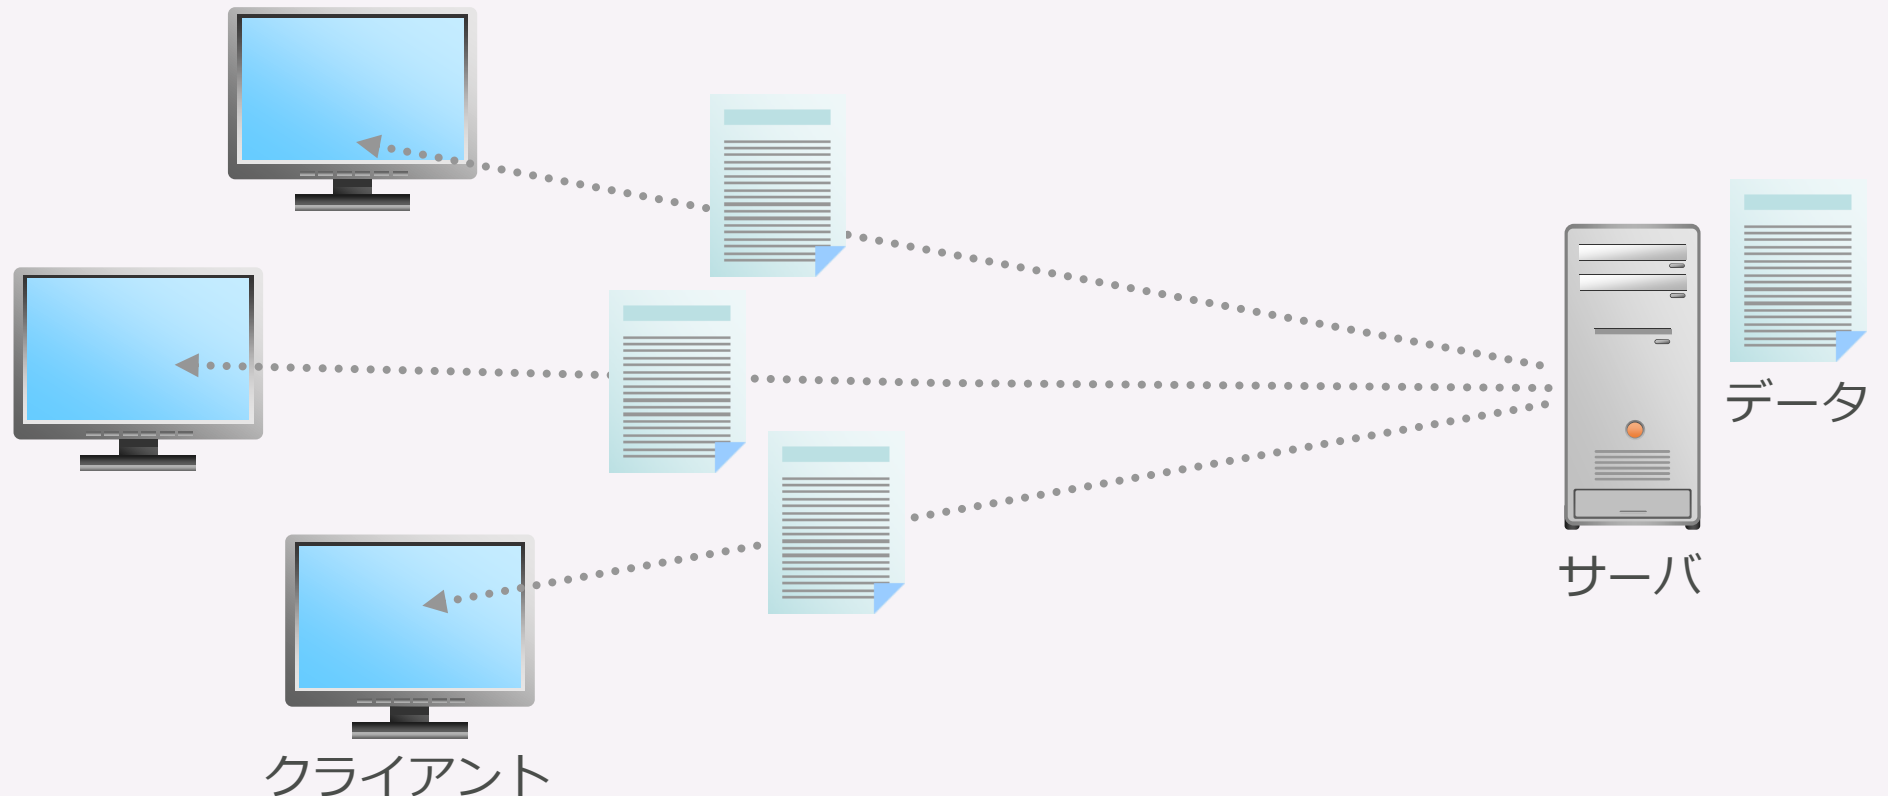 データ
サーバ
クライアント